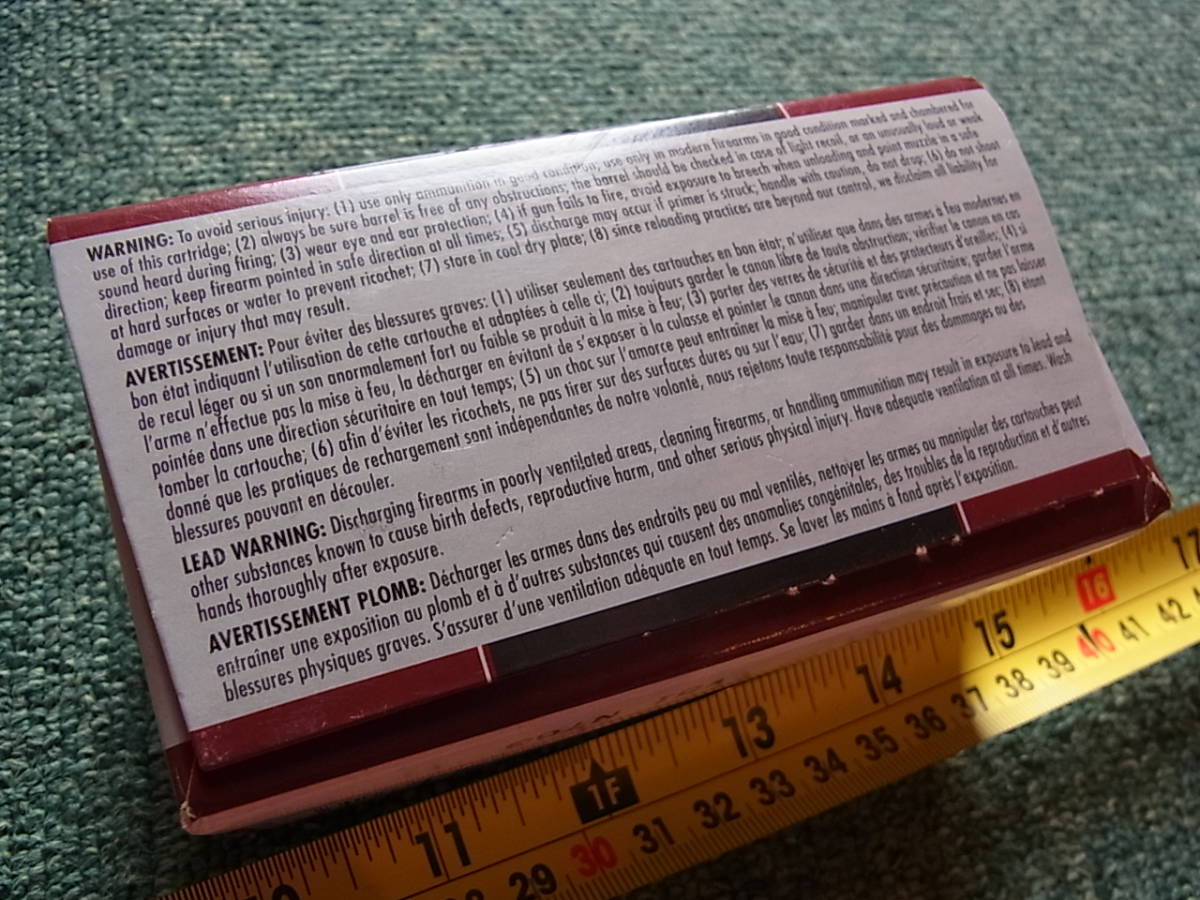 WARNING: To avoid serious injury: (1) use only ammunition in good condition; use only in modern firearms in good condition marked and chambered for
use of this cartridge; (2) always be sure barrel is free of any obstructions; the barrel should be checked in case of light recoil, or an unusually loud or weak
sound heard during firing; (3) wear eye and ear protection; (4) if gun fails to fire, avoid exposure to breech when unloading and point muzzle in a safe
direction; keep firearm pointed in safe direction at all times; (5) discharge may occur if primer is struck; handle with caution, do not drop; (6) do not shoot
at hard surfaces or water to prevent ricochet; (7) store in cool dry place; (8) since reloading practices are beyond our control, we disclaim all liability for
damage or injury that may result.
AVERTISSEMENT: Pour éviter des blessures graves: (1) utiliser seulement des cartouches en bon état; n'utiliser que dans des armes à feu modernes en
bon état indiquant l'utilisation de cette cartouche et adaptées à celle ci; (2) toujours garder le canon libre de toute obstruction; vérifier le canon en cas
de recul léger ou si un son anormalement fort ou faible se produit à la mise à feu; (3) porter des verres de sécurité et des protecteurs d'oreilles; (4) si
l'arme n'effectue pas la mise à feu, la décharger en évitant de s'exposer à la culasse et pointer le canon dans une direction sécuritaire; garder l'arme
pointée dans une direction sécuritaire en tout temps; (5) un choc sur l'amorce peut entraîner la mise à feu; manipuler avec précaution et ne pas laisser
tomber la cartouche; (6) afin d'éviter les ricochets, ne pas tirer sur des surfaces dures ou sur l'eau; (7) garder dans un endroit frais et sec; (8) étant
donné que les pratiques de rechargement sont indépendantes de notre volonté, nous rejetons toute responsabilité pour des dommages ou des
blessures pouvant en découler.
LEAD WARNING: Discharging firearms in poorly ventilated areas, cleaning firearms, or handling ammunition may result in exposure to lead and
other substances known to cause birth defects, reproductive harm, and other serious physical injury. Have adequate ventilation at all times. Wash
hands thoroughly after exposure.
AVERTISSEMENT PLOMB: Décharger les armes dans des endroits peu ou mal ventilés, nettoyer les armes ou manipuler des cartouches peut
entraîner une exposition au plomb et à d'autres substances qui causent des anomalies congénitales, des troubles de la reproduction et d'autres
blessures physiques graves. S'assurer d'une ventilation adéquate en tout temps. Se laver les mains à fond après l'exposition.
11 1F 13 14 15 16 17
29 30 31 32 33 34 35 36 37 38 39 40 41 42